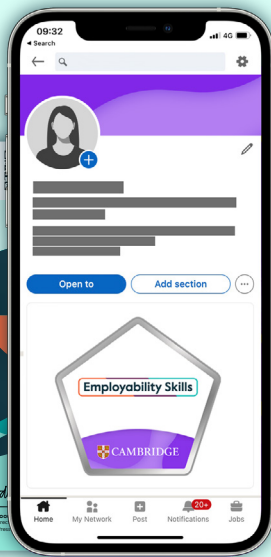 09:32
4G
Search
Open to
Add section
Employability Skills
CAMBRIDGE
20+
Home
My Network
Post
Notifications
Jobs